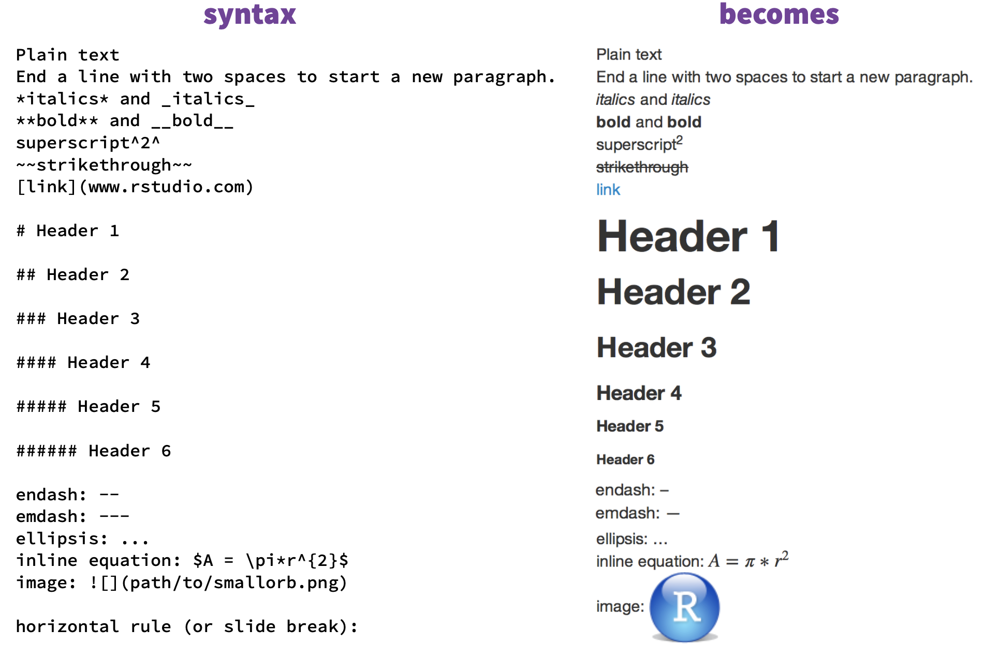 syntax
Plain text
End a line with two spaces to start a new paragraph.
*italics* and _italics_
**bold** and __bold__
superscript^2^
~~strikethrough~~
[link](www.rstudio.com)
# Header 1
## Header 2
### Header 3
#### Header 4
##### Header 5
###### Header 6
endash: --
emdash: ---
ellipsis: ...
inline equation: $A = \pi*r^{2}$
image: ![](path/to/smallorb.png)
horizontal rule (or slide break):
becomes
Plain text
End a line with two spaces to start a new paragraph.
italics and italics
bold and bold
superscript²
strikethrough
link
Header 1
Header 2
Header 3
Header 4
Header 5
Header 6
endash: –
emdash: —
ellipsis: …
inline equation: A = π ∗ r²
image: R